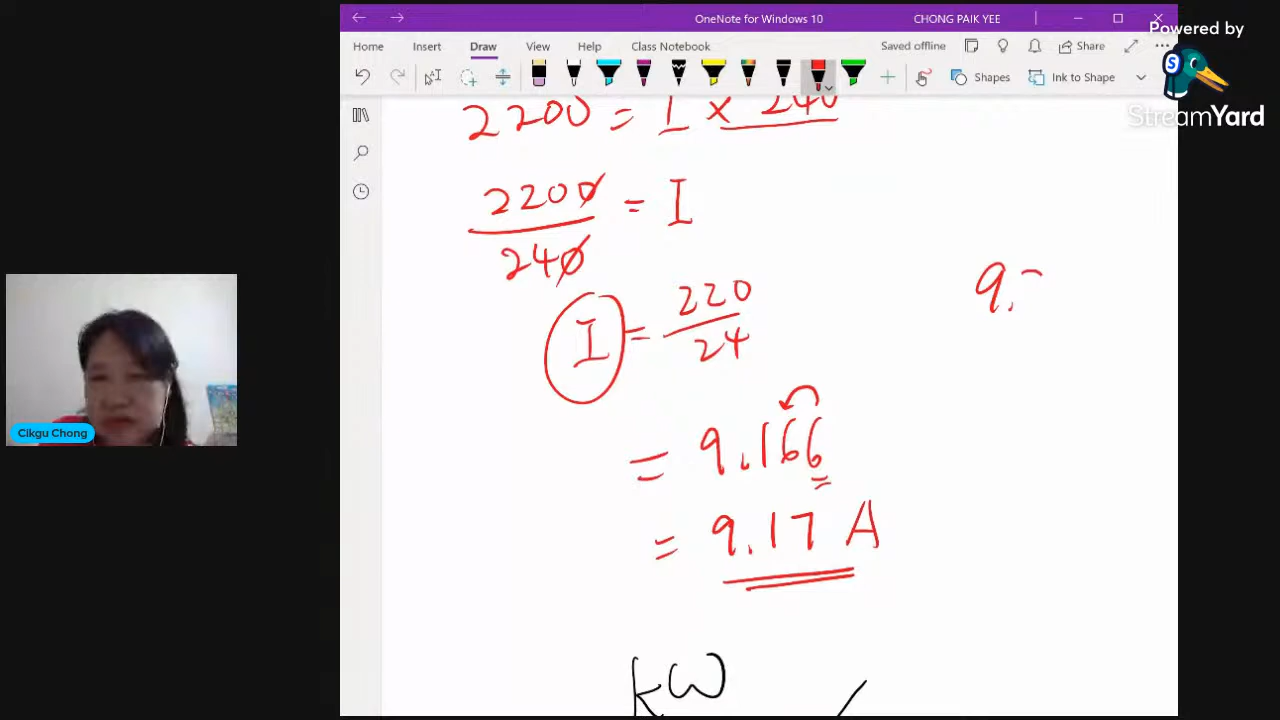 OneNote for Windows 10
CHONG PAIK YEE
Powered by
StreamYard
Home Insert Draw View Help Class Notebook
Saved offline
Share
Shapes
Ink to Shape
2200 = I x 240
2200 = I
240
I = 220
24
= 9.166
= 9.17 A
9.
kW
Cikgu Chong